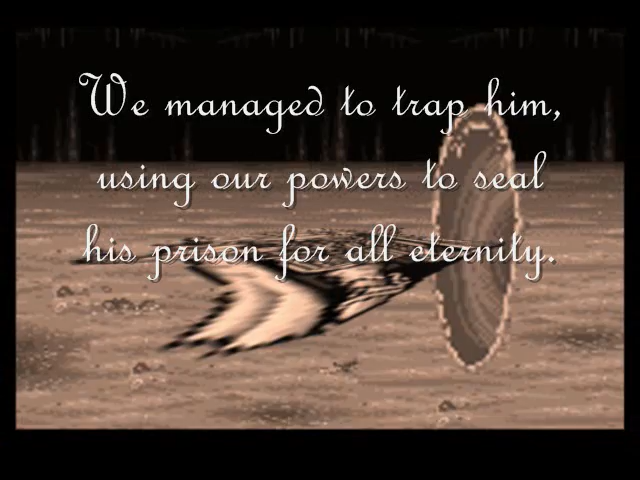 We managed to trap him,
using our powers to seal
his prison for all eternity.